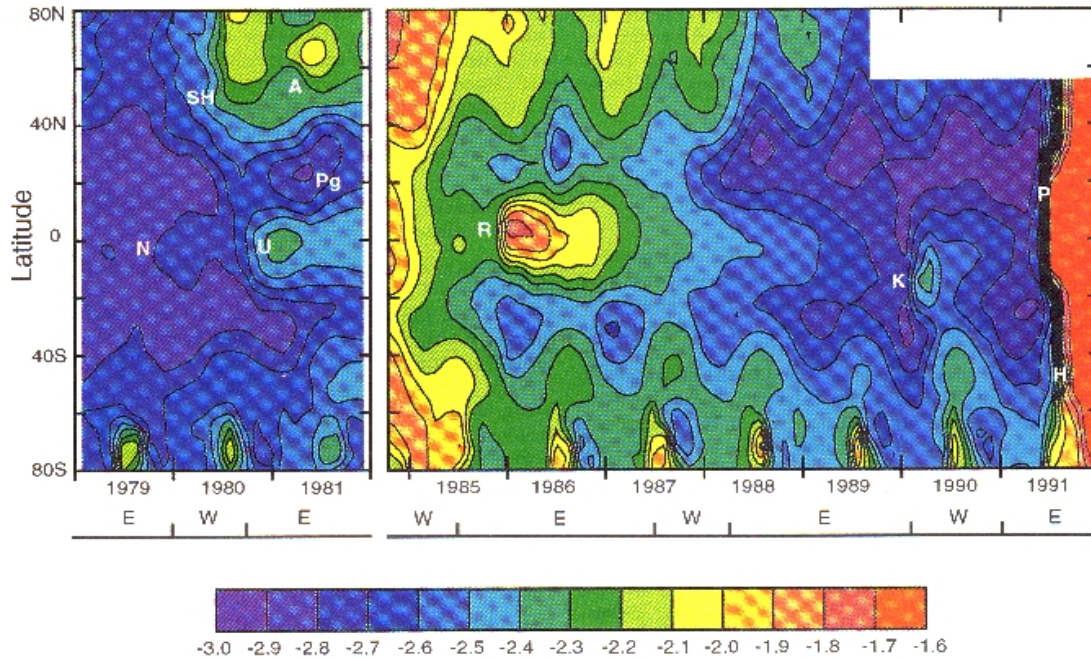 80N
SH
A
40N
Pg
P
Latitude
0
N
U
R
K
40S
H
80S
1979 1980 1981 1985 1986 1987 1988 1989 1990 1991
E W E W E W E W E
-3.0 -2.9 -2.8 -2.7 -2.6 -2.5 -2.4 -2.3 -2.2 -2.1 -2.0 -1.9 -1.8 -1.7 -1.6